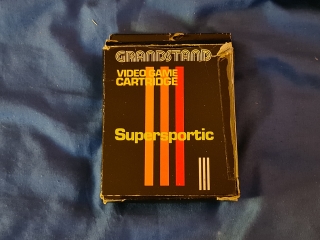 GRANDSTAND
VIDEO GAME
CARTRIDGE
Supersportic